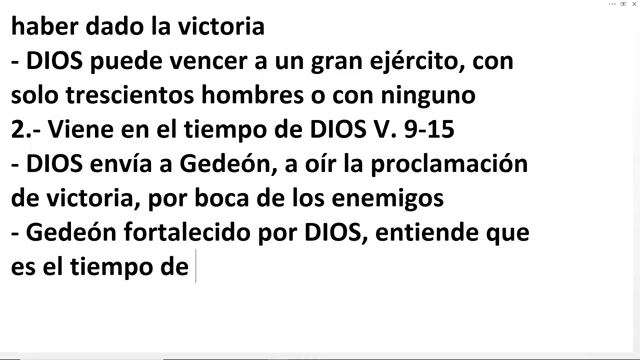 haber dado la victoria
- DIOS puede vencer a un gran ejército, con
solo trescientos hombres o con ninguno
2.- Viene en el tiempo de DIOS V. 9-15
- DIOS envía a Gedeón, a oír la proclamación
de victoria, por boca de los enemigos
- Gedeón fortalecido por DIOS, entiende que
es el tiempo de